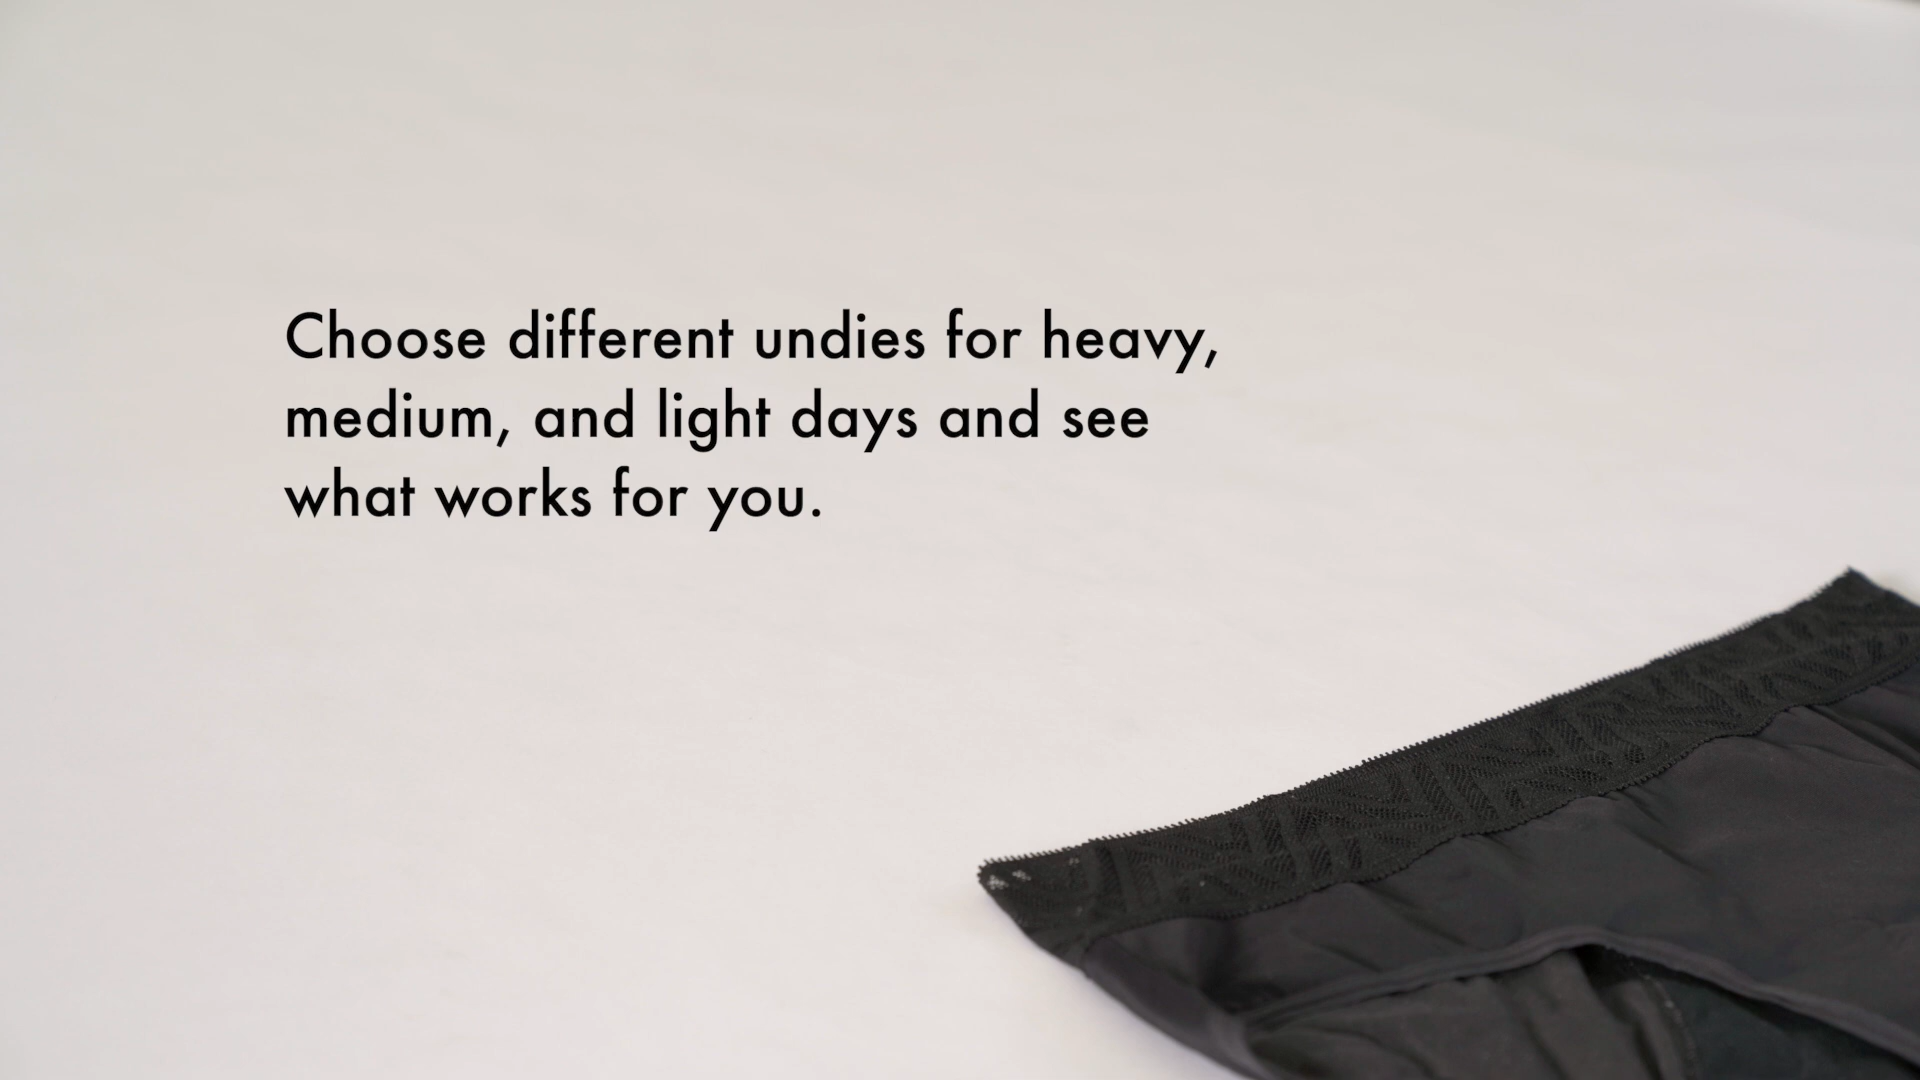 Choose different undies for heavy,
medium, and light days and see
what works for you.